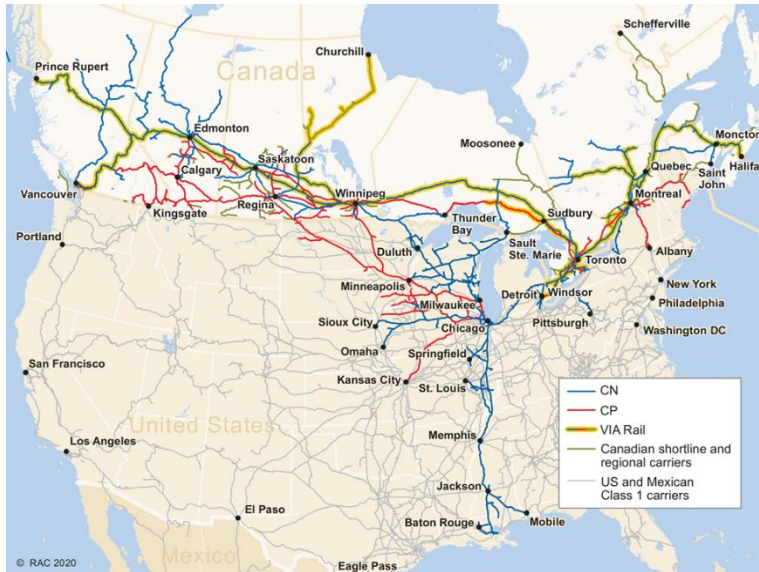 Schefferville
Churchill
Prince Rupert
Canada
Moosonee
Edmonton
Moncton
Quebec
Saskatoon
Halifa
Calgary
Saint
John
Winnipeg
Montreal
Vancouver
Sudbury
Regina
Kingsgate
Thunder
Bay
Sault
Ste. Marie
Portland
Duluth
Toronto
Albany
Minneapolis
New York
Milwaukee
Detroit
Windsor
Philadelphia
Sioux City
Chicago
Pittsburgh
Washington DC
Omaha
Springfield
San Francisco
Kansas City
St. Louis
CN
CP
United States
VIA Rail
Memphis
Canadian shortline and
regional carriers
Los Angeles
US and Mexican
Class 1 carriers
Jackson
El Paso
Baton Rouge
Mobile
Mexico
© RAC 2020
Eagle Pass